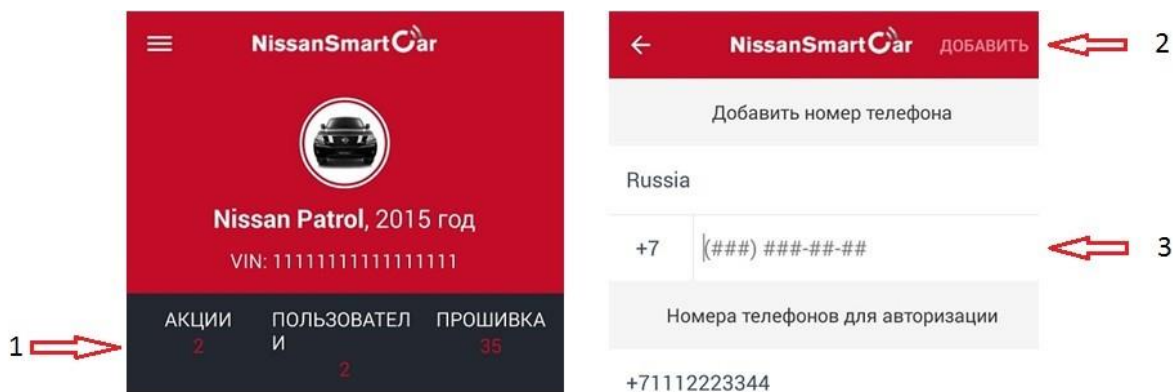 NissanSmartCar
Nissan Patrol, 2015 год
VIN: 11111111111111111
АКЦИИ
2
ПОЛЬЗОВАТЕЛ
И
2
ПРОШИВКА
35
1
NissanSmartCar ДОБАВИТЬ
2
Добавить номер телефона
Russia
+7 (###) ###-##-##
3
Номера телефонов для авторизации
+71112223344